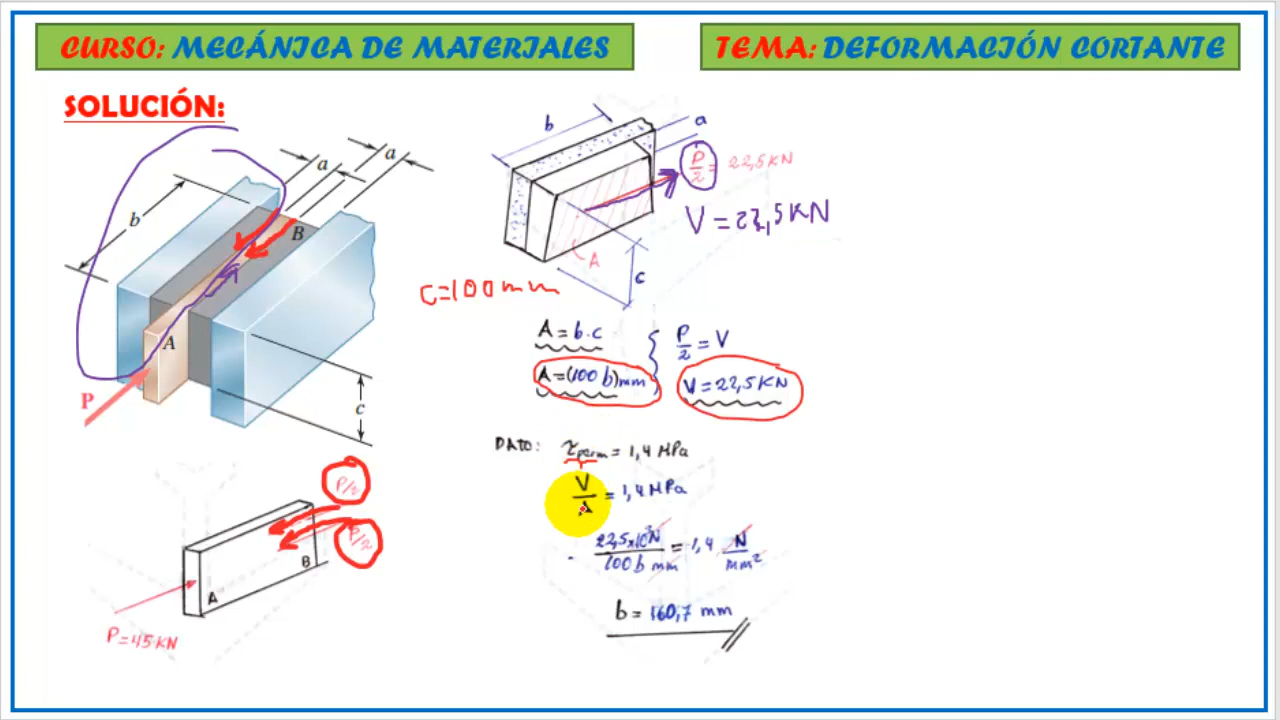 CURSO: MECÁNICA DE MATERIALES
TEMA: DEFORMACIÓN CORTANTE
SOLUCIÓN:
a
a
b
B
A
P
c
b
a
P/2 = 22,5 KN
V = 22,5 KN
A
c
C=100 mm
A = b.c
P/2 = V
A = (100 b) mm
V = 22,5 KN
DATO: τperm = 1,4 MPa
V/A = 1,4 MPa
22,5x10³N / 100 b mm = 1,4 N/mm²
b = 160,7 mm
P/2
P/2
B
A
P = 45 KN